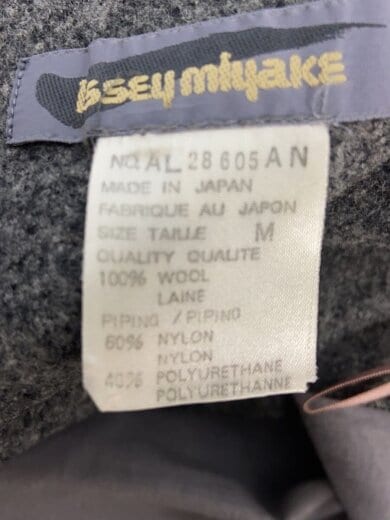 ISSEY MIYAKE
NO. AL 28 605 AN
MADE IN JAPAN
FABRIQUE AU JAPON
SIZE TAILLE M
QUALITY QUALITE
100% WOOL
LAINE
PIPING / PIPING
60% NYLON
NYLON
40% POLYURETHANE
POLYURETHANNE